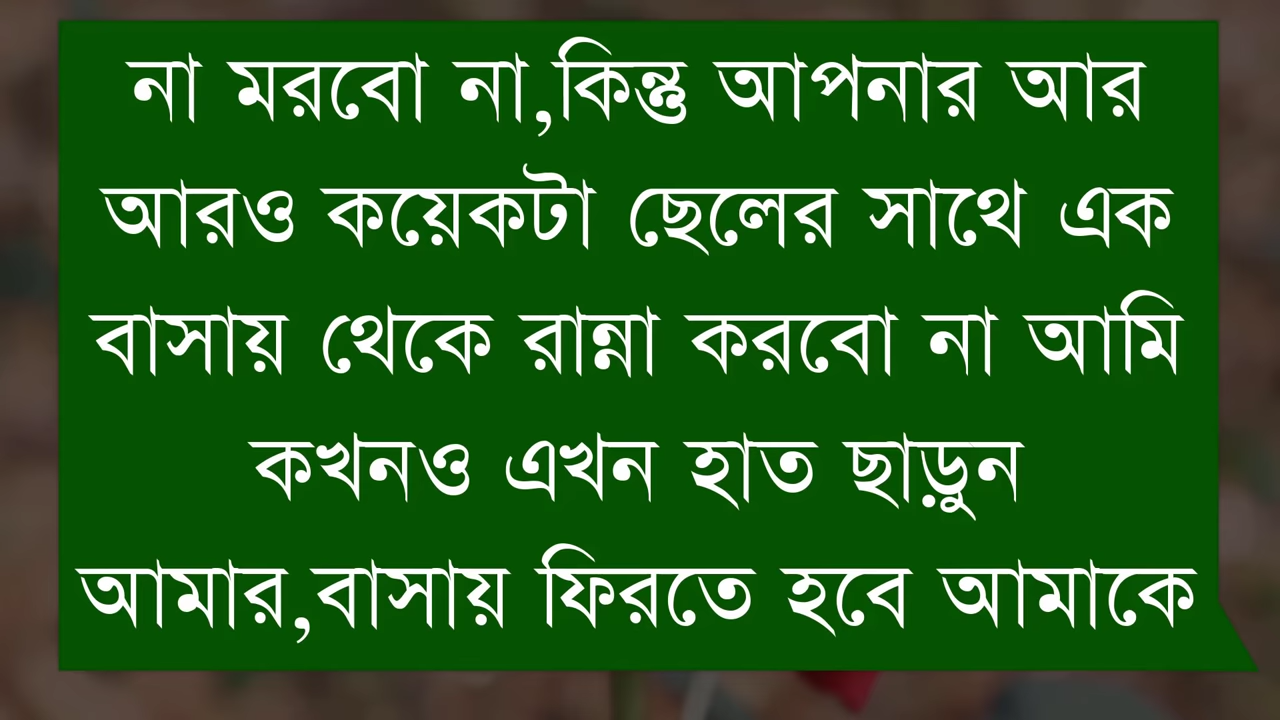 না মরবো না,কিন্তু আপনার আর
আরও কয়েকটা ছেলের সাথে এক
বাসায় থেকে রান্না করবো না আমি
কখনও এখন হাত ছাড়ুন
আমার,বাসায় ফিরতে হবে আমাকে